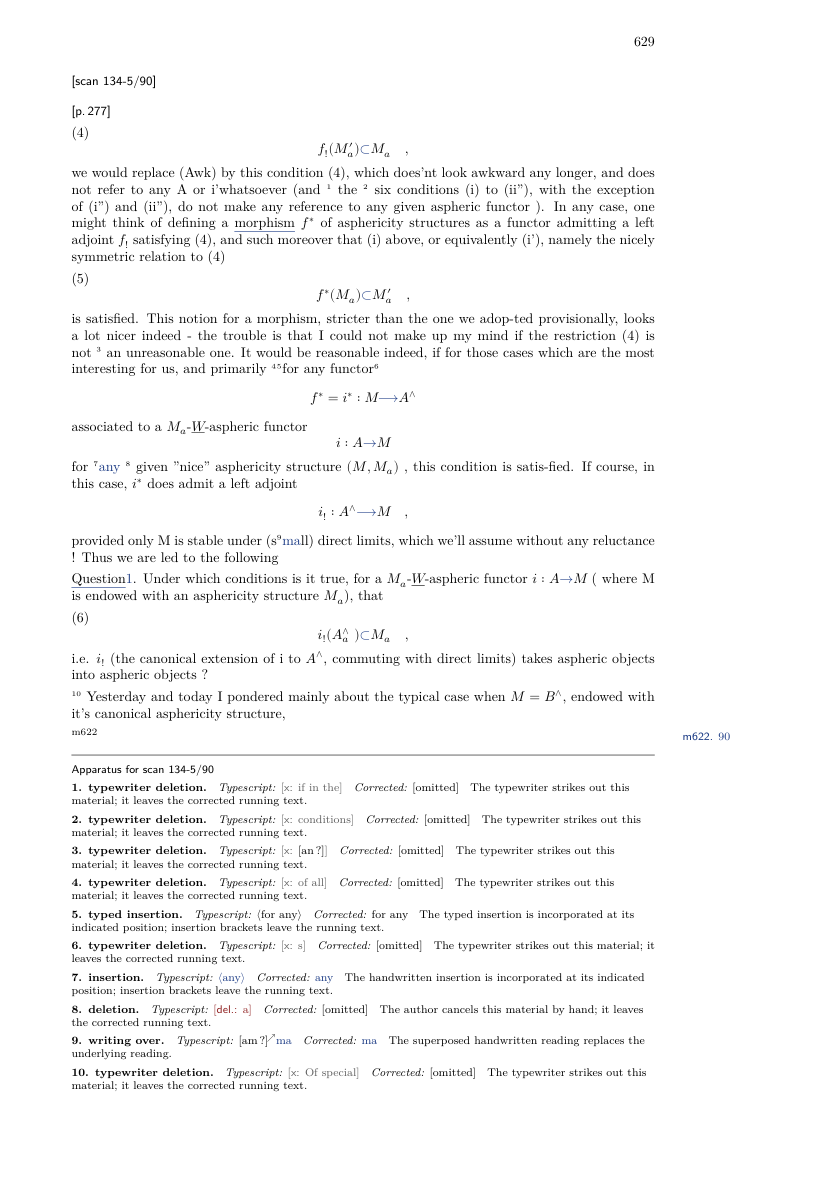 629
[scan 134-5/90]
[p. 277]
(4)
f_!(M'_a)⊂M_a ,
we would replace (Awk) by this condition (4), which does'nt look awkward any longer, and does
not refer to any A or i'whatsoever (and ¹ the ² six conditions (i) to (ii”), with the exception
of (i”) and (ii”), do not make any reference to any given aspheric functor ). In any case, one
might think of defining a morphism f* of asphericity structures as a functor admitting a left
adjoint f_! satisfying (4), and such moreover that (i) above, or equivalently (i'), namely the nicely
symmetric relation to (4)
(5)
f*(M_a)⊂M'_a ,
is satisfied. This notion for a morphism, stricter than the one we adop-ted provisionally, looks
a lot nicer indeed - the trouble is that I could not make up my mind if the restriction (4) is
not ³ an unreasonable one. It would be reasonable indeed, if for those cases which are the most
interesting for us, and primarily ⁴⁵for any functor⁶
f* = i* : M⟶A^
associated to a M_a-W-aspheric functor
i : A→M
for ⁷any ⁸ given ”nice” asphericity structure (M, M_a) , this condition is satis-fied. If course, in
this case, i* does admit a left adjoint
i_! : A^⟶M ,
provided only M is stable under (s⁹mall) direct limits, which we'll assume without any reluctance
! Thus we are led to the following
Question1. Under which conditions is it true, for a M_a-W-aspheric functor i : A→M ( where M
is endowed with an asphericity structure M_a), that
(6)
i_!(A^_a )⊂M_a ,
i.e. i_! (the canonical extension of i to A^, commuting with direct limits) takes aspheric objects
into aspheric objects ?
¹⁰ Yesterday and today I pondered mainly about the typical case when M = B^, endowed with
it's canonical asphericity structure,
m622
m622. 90
Apparatus for scan 134-5/90
1. typewriter deletion. Typescript: [x: if in the] Corrected: [omitted] The typewriter strikes out this
material; it leaves the corrected running text.
2. typewriter deletion. Typescript: [x: conditions] Corrected: [omitted] The typewriter strikes out this
material; it leaves the corrected running text.
3. typewriter deletion. Typescript: [x: [an ?]] Corrected: [omitted] The typewriter strikes out this
material; it leaves the corrected running text.
4. typewriter deletion. Typescript: [x: of all] Corrected: [omitted] The typewriter strikes out this
material; it leaves the corrected running text.
5. typed insertion. Typescript: ⟨for any⟩ Corrected: for any The typed insertion is incorporated at its
indicated position; insertion brackets leave the running text.
6. typewriter deletion. Typescript: [x: s] Corrected: [omitted] The typewriter strikes out this material; it
leaves the corrected running text.
7. insertion. Typescript: ⟨any⟩ Corrected: any The handwritten insertion is incorporated at its indicated
position; insertion brackets leave the running text.
8. deletion. Typescript: [del.: a] Corrected: [omitted] The author cancels this material by hand; it leaves
the corrected running text.
9. writing over. Typescript: [am ?]↗ma Corrected: ma The superposed handwritten reading replaces the
underlying reading.
10. typewriter deletion. Typescript: [x: Of special] Corrected: [omitted] The typewriter strikes out this
material; it leaves the corrected running text.